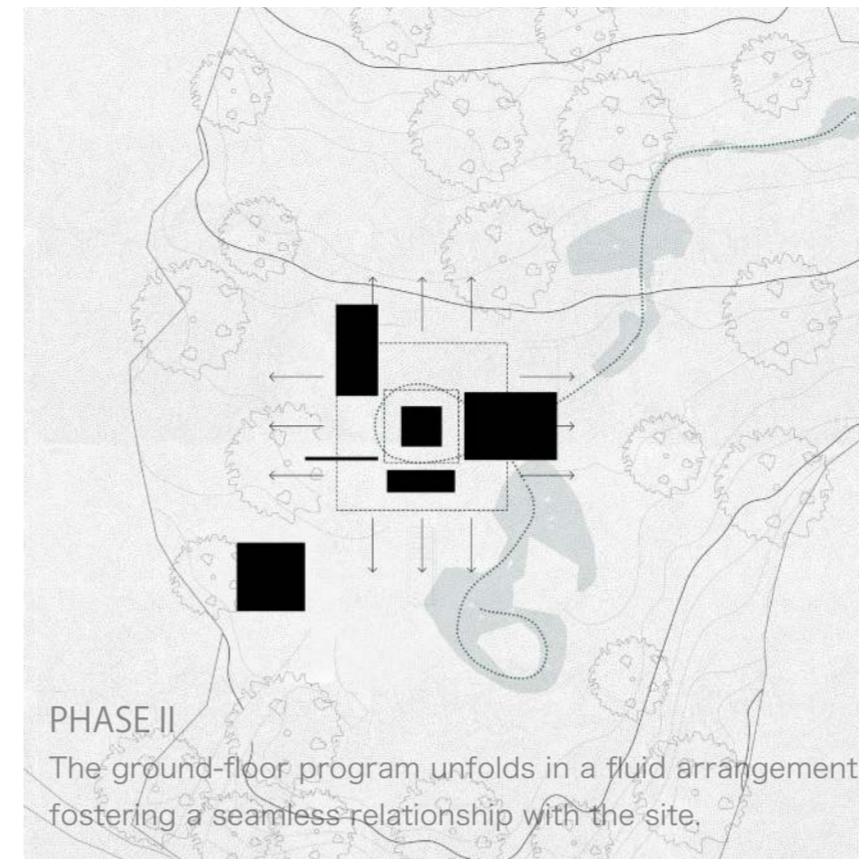 PHASE II
The ground-floor program unfolds in a fluid arrangement
fostering a seamless relationship with the site.